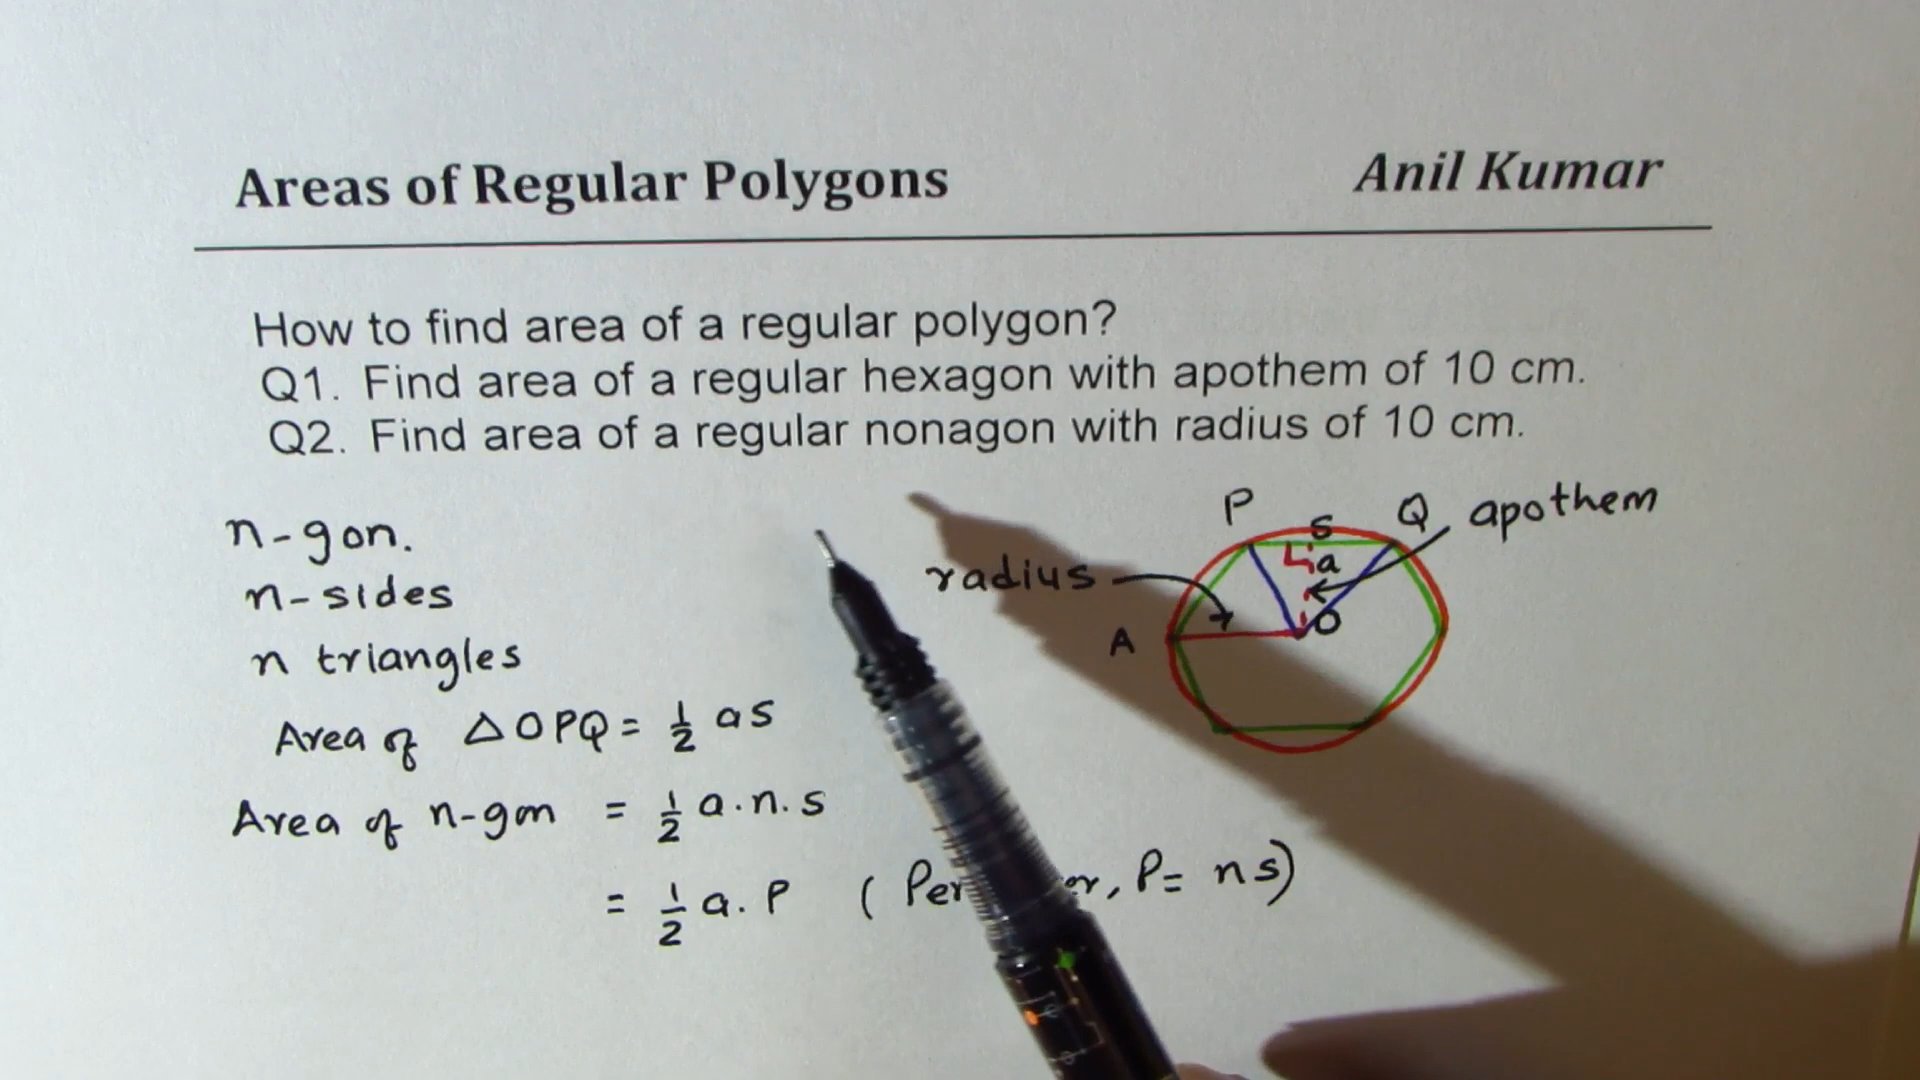 Areas of Regular Polygons Anil Kumar
How to find area of a regular polygon?
Q1. Find area of a regular hexagon with apothem of 10 cm.
Q2. Find area of a regular nonagon with radius of 10 cm.
P S Q apothem
n-gon.
a
radius
n-sides
O
A
n triangles
Area of △OPQ = 1/2 as
Area of n-gon = 1/2 a.n.s
= 1/2 a.P ( P= ns)